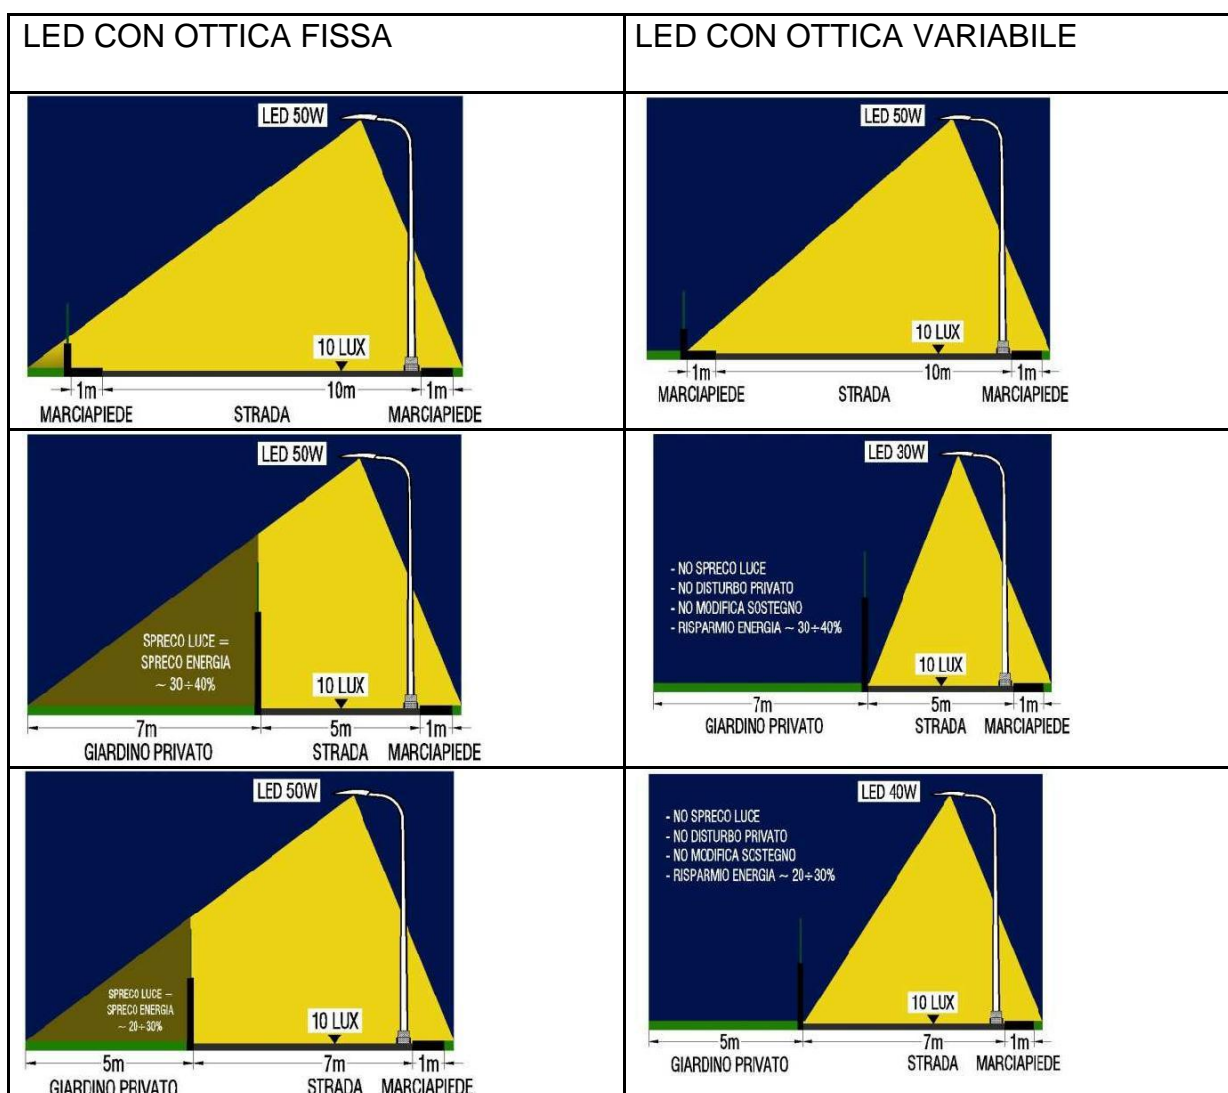 LED CON OTTICA FISSA
LED CON OTTICA VARIABILE
LED 50W
10 LUX
1m
10m
1m
MARCIAPIEDE
STRADA
MARCIAPIEDE
LED 50W
10 LUX
1m
10m
1m
MARCIAPIEDE
STRADA
MARCIAPIEDE
LED 50W
SPRECO LUCE =
SPRECO ENERGIA
~ 30÷40%
10 LUX
7m
5m
1m
GIARDINO PRIVATO
STRADA
MARCIAPIEDE
LED 30W
- NO SPRECO LUCE
- NO DISTURBO PRIVATO
- NO MODIFICA SOSTEGNO
- RISPARMIO ENERGIA ~ 30÷40%
10 LUX
7m
5m
1m
GIARDINO PRIVATO
STRADA
MARCIAPIEDE
LED 50W
SPRECO LUCE =
SPRECO ENERGIA
~ 20÷30%
10 LUX
5m
7m
1m
GIARDINO PRIVATO
STRADA
MARCIAPIEDE
LED 40W
- NO SPRECO LUCE
- NO DISTURBO PRIVATO
- NO MODIFICA SOSTEGNO
- RISPARMIO ENERGIA ~ 20÷30%
10 LUX
5m
7m
1m
GIARDINO PRIVATO
STRADA
MARCIAPIEDE